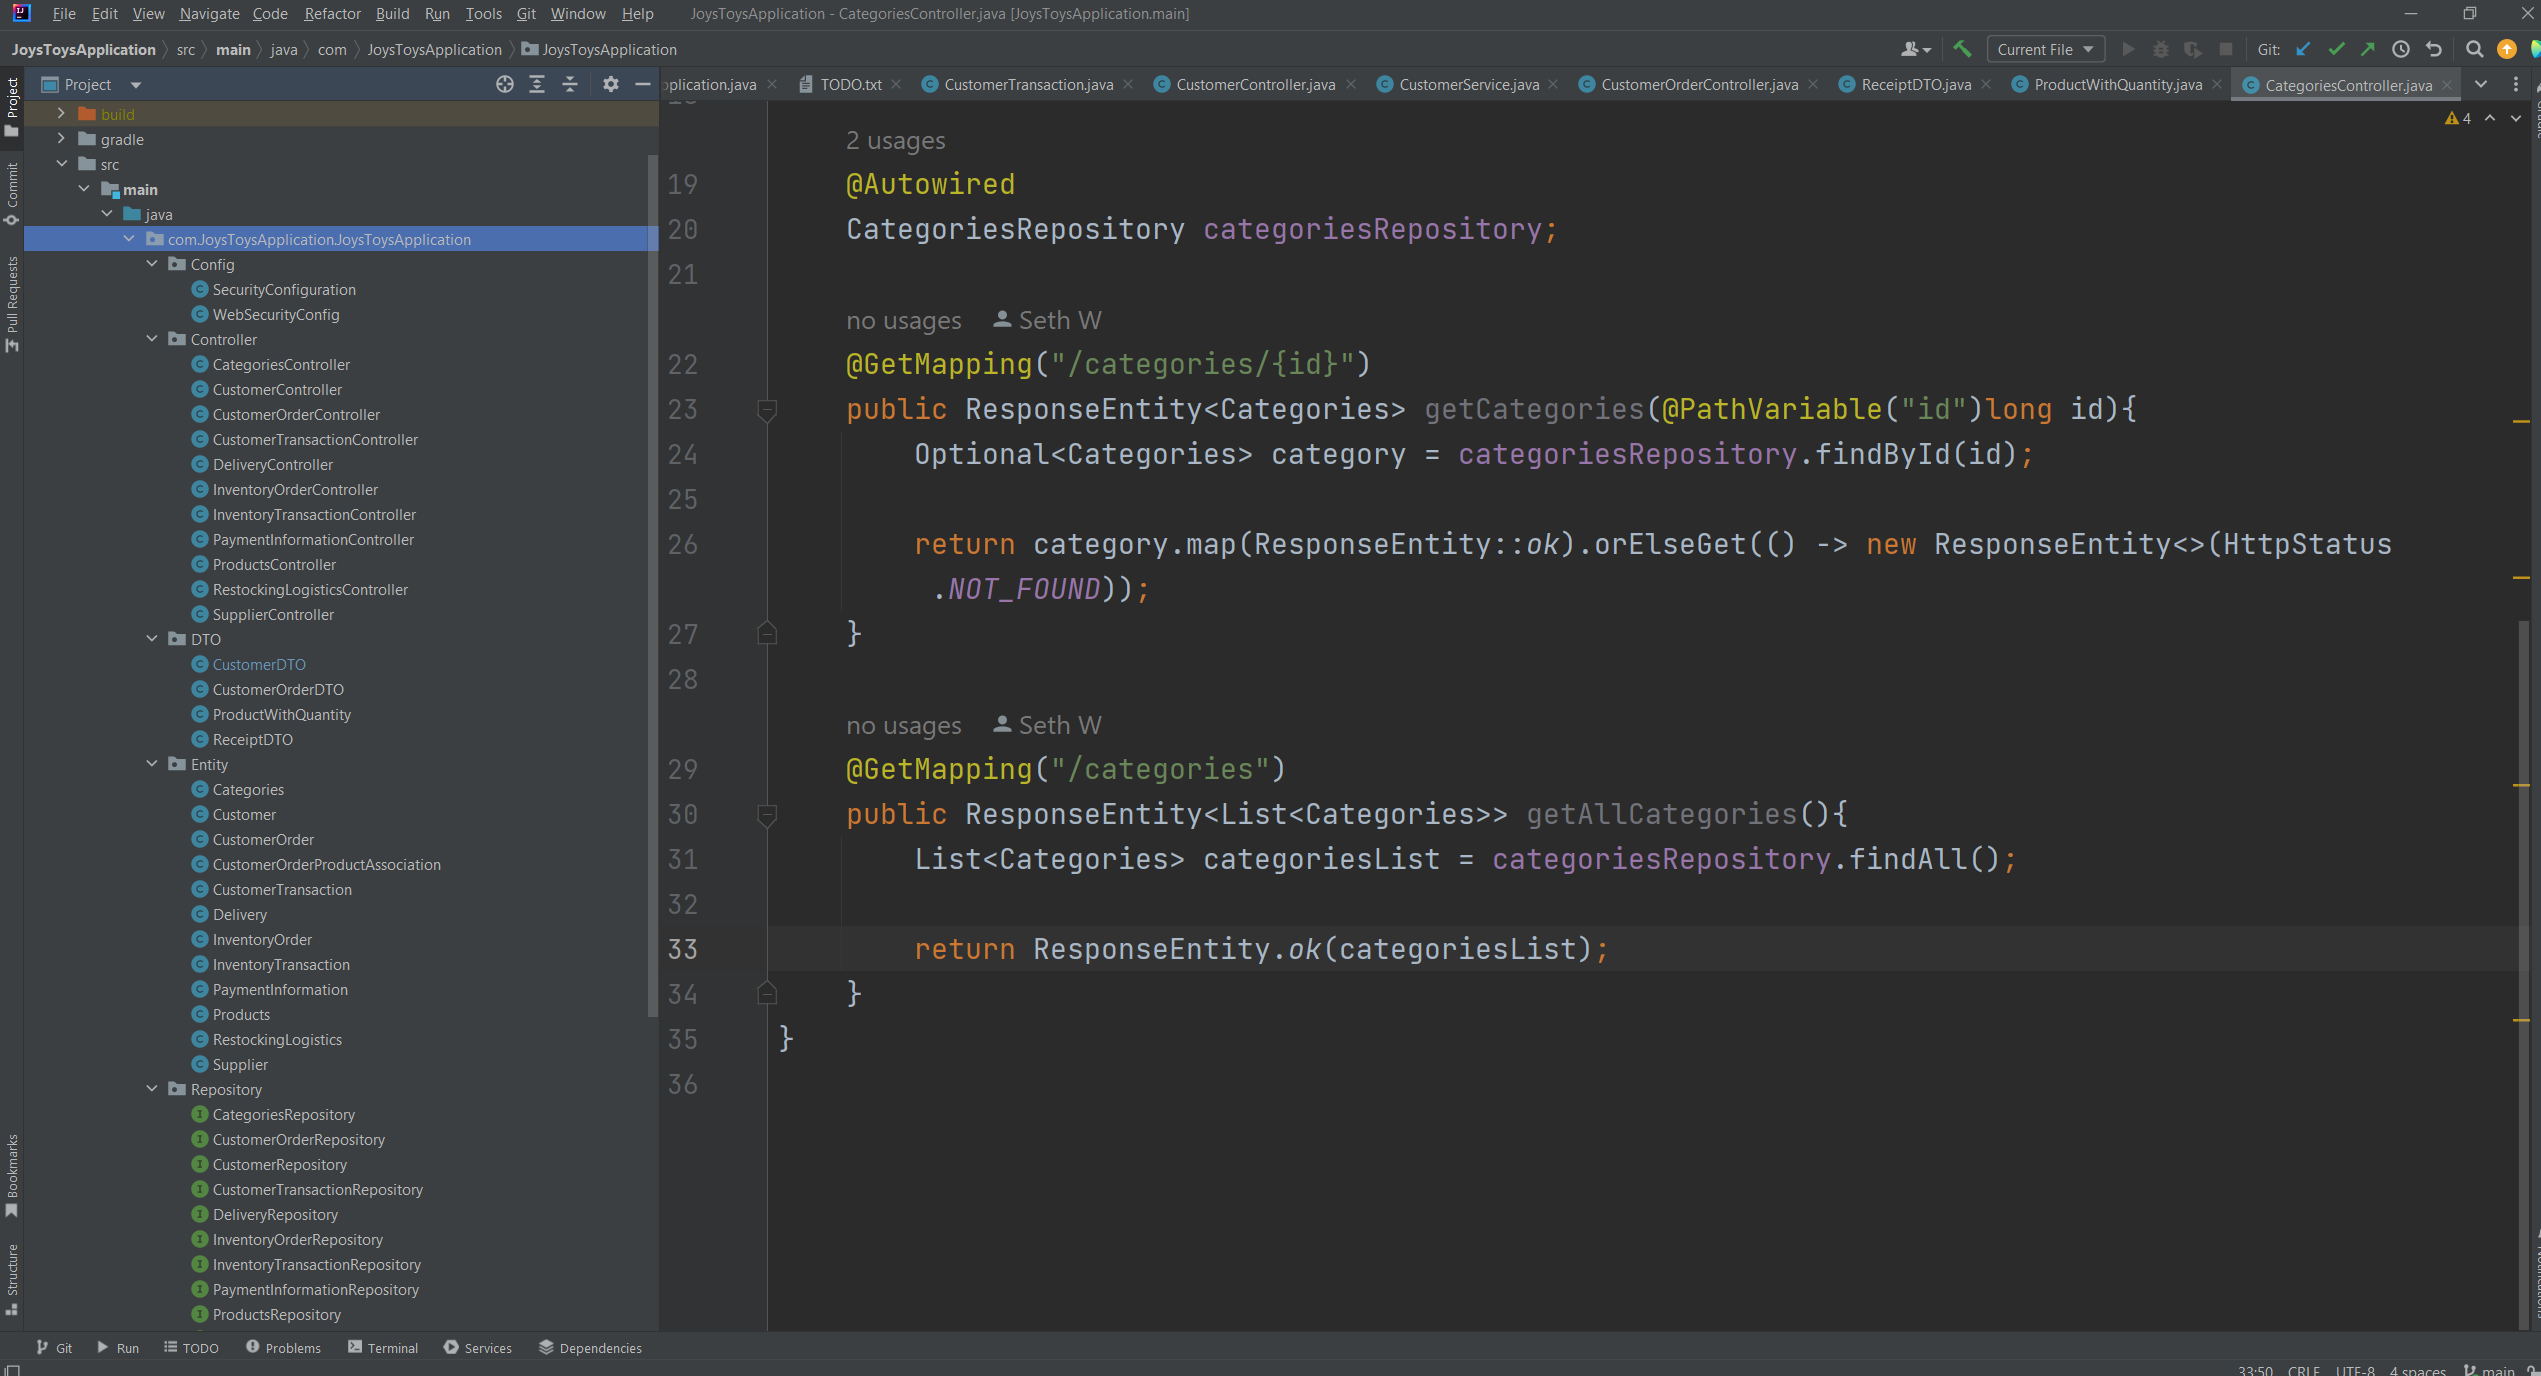 File Edit View Navigate Code Refactor Build Run Tools Git Window Help JoysToysApplication - CategoriesController.java [JoysToysApplication.main]
JoysToysApplication src main java com JoysToysApplication JoysToysApplication
Current File Git:
Project
plication.java TODO.txt CustomerTransaction.java CustomerController.java CustomerService.java CustomerOrderController.java ReceiptDTO.java ProductWithQuantity.java CategoriesController.java
Project
Commit
Pull Requests
Bookmarks
Structure
build
gradle
src
main
java
com.JoysToysApplication.JoysToysApplication
Config
SecurityConfiguration
WebSecurityConfig
Controller
CategoriesController
CustomerController
CustomerOrderController
CustomerTransactionController
DeliveryController
InventoryOrderController
InventoryTransactionController
PaymentInformationController
ProductsController
RestockingLogisticsController
SupplierController
DTO
CustomerDTO
CustomerOrderDTO
ProductWithQuantity
ReceiptDTO
Entity
Categories
Customer
CustomerOrder
CustomerOrderProductAssociation
CustomerTransaction
Delivery
InventoryOrder
InventoryTransaction
PaymentInformation
Products
RestockingLogistics
Supplier
Repository
CategoriesRepository
CustomerOrderRepository
CustomerRepository
CustomerTransactionRepository
DeliveryRepository
InventoryOrderRepository
InventoryTransactionRepository
PaymentInformationRepository
ProductsRepository
4
2 usages
19 @Autowired
20 CategoriesRepository categoriesRepository;
21
no usages Seth W
22 @GetMapping("/categories/{id}")
23 public ResponseEntity<Categories> getCategories(@PathVariable("id")long id){
24 Optional<Categories> category = categoriesRepository.findById(id);
25
26 return category.map(ResponseEntity::ok).orElseGet(() -> new ResponseEntity<>(HttpStatus
.NOT_FOUND));
27 }
28
no usages Seth W
29 @GetMapping("/categories")
30 public ResponseEntity<List<Categories>> getAllCategories(){
31 List<Categories> categoriesList = categoriesRepository.findAll();
32
33 return ResponseEntity.ok(categoriesList);
34 }
35 }
36
Git Run TODO Problems Terminal Services Dependencies
33:50 CRLF UTF-8 4 spaces main